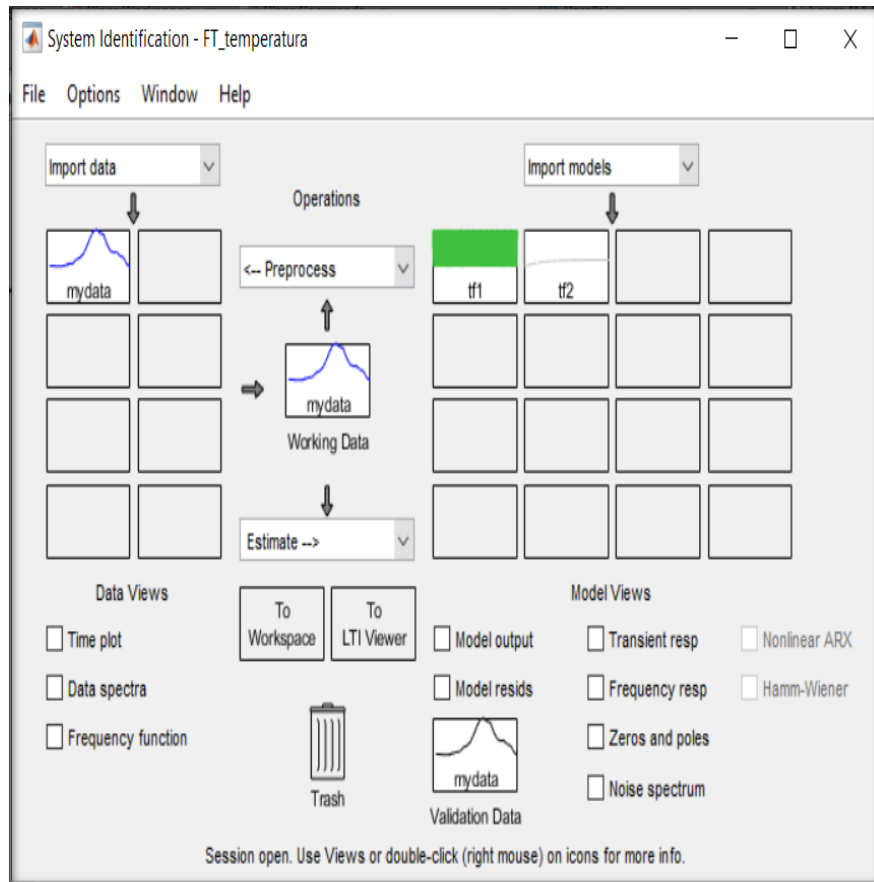 System Identification - FT_temperatura
File Options Window Help
Import data
Import models
Operations
<-- Preprocess
mydata
tf1
tf2
mydata
Working Data
Estimate -->
Data Views
Model Views
To Workspace
To LTI Viewer
Time plot
Model output
Transient resp
Nonlinear ARX
Data spectra
Model resids
Frequency resp
Hamm-Wiener
Frequency function
Zeros and poles
mydata
Noise spectrum
Trash
Validation Data
Session open. Use Views or double-click (right mouse) on icons for more info.